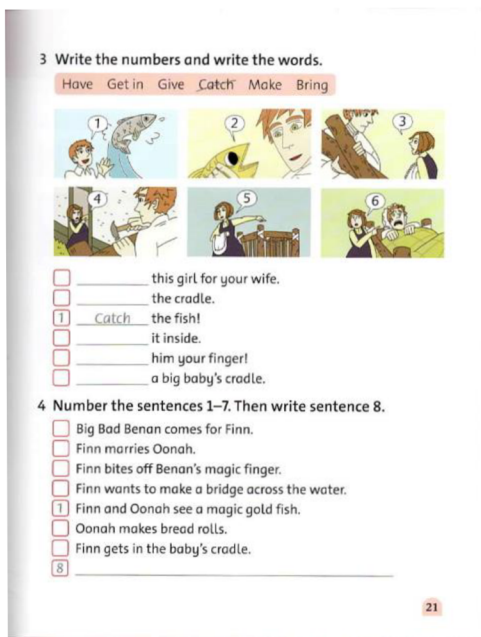 3 Write the numbers and write the words.
Have Get in Give Catch Make Bring
1
2
3
4
5
6
this girl for your wife.
the cradle.
1 Catch the fish!
it inside.
him your finger!
a big baby's cradle.
4 Number the sentences 1–7. Then write sentence 8.
Big Bad Benan comes for Finn.
Finn marries Oonah.
Finn bites off Benan's magic finger.
Finn wants to make a bridge across the water.
1 Finn and Oonah see a magic gold fish.
Oonah makes bread rolls.
Finn gets in the baby's cradle.
8
21